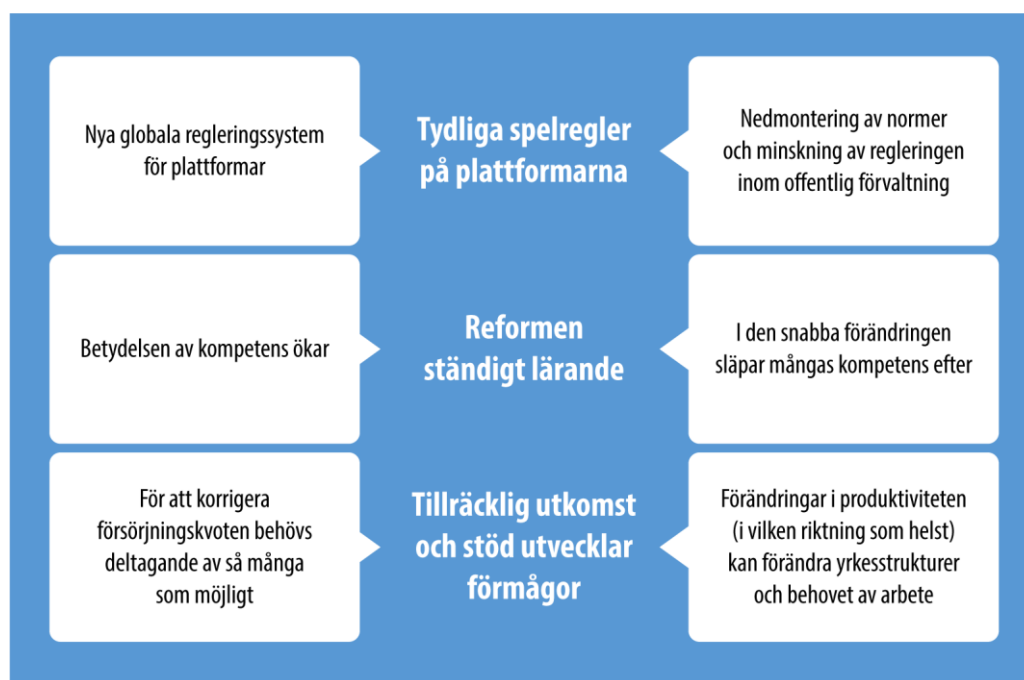 Nya globala regleringssystem
för plattformar
Tydliga spelregler
på plattformarna
Nedmontering av normer
och minskning av regleringen
inom offentlig förvaltning
Betydelsen av kompetens ökar
Reformen
ständigt lärande
I den snabba förändringen
släpar mångas kompetens efter
För att korrigera
försörjningskvoten behövs
deltagande av så många
som möjligt
Tillräcklig utkomst
och stöd utvecklar
förmågor
Förändringar i produktiviteten
(i vilken riktning som helst)
kan förändra yrkesstrukturer
och behovet av arbete